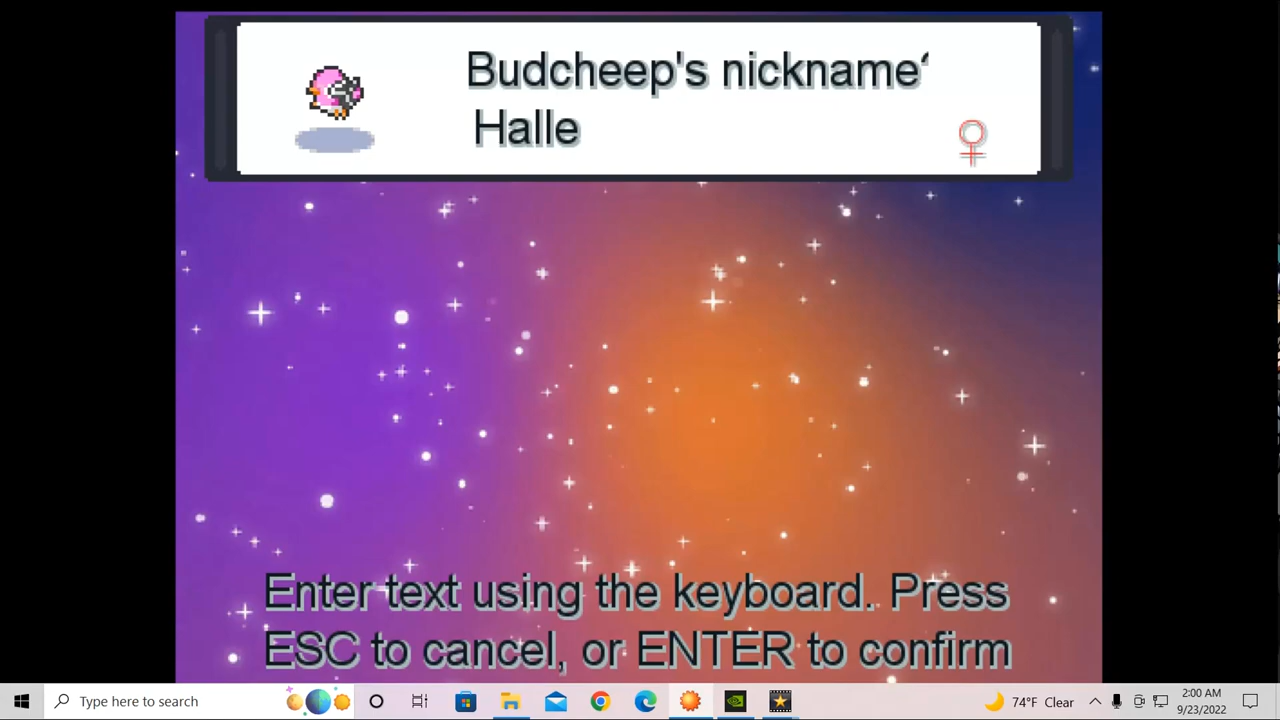 Budcheep's nickname
Halle
Enter text using the keyboard. Press
ESC to cancel, or ENTER to confirm
Type here to search
74°F Clear
2:00 AM
9/23/2022